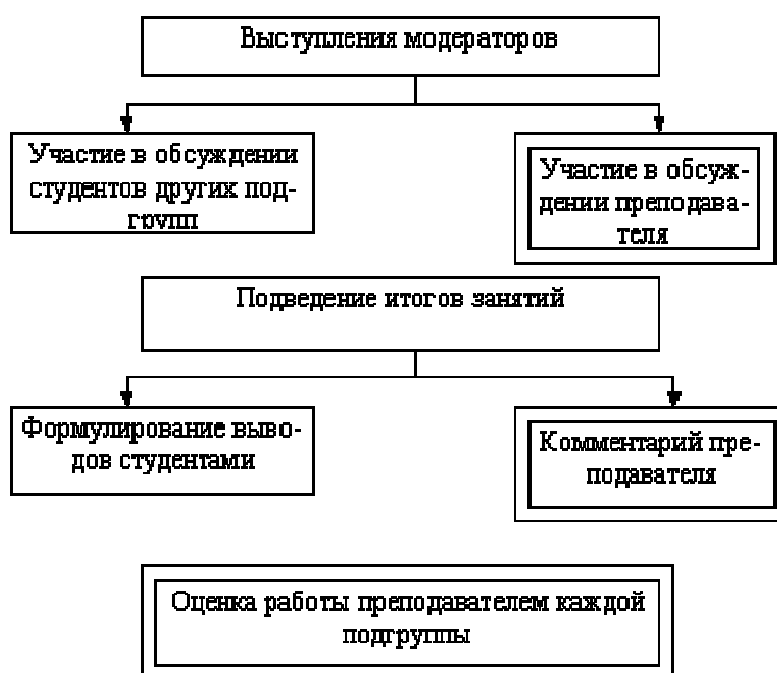 Выступления модераторов
Участие в обсуждении
студентов других под-
групп
Участие в обсуж-
дении преподава-
теля
Подведение итогов занятий
Формулирование выво-
дов студентами
Комментарий пре-
подавателя
Оценка работы преподавателем каждой
подгруппы